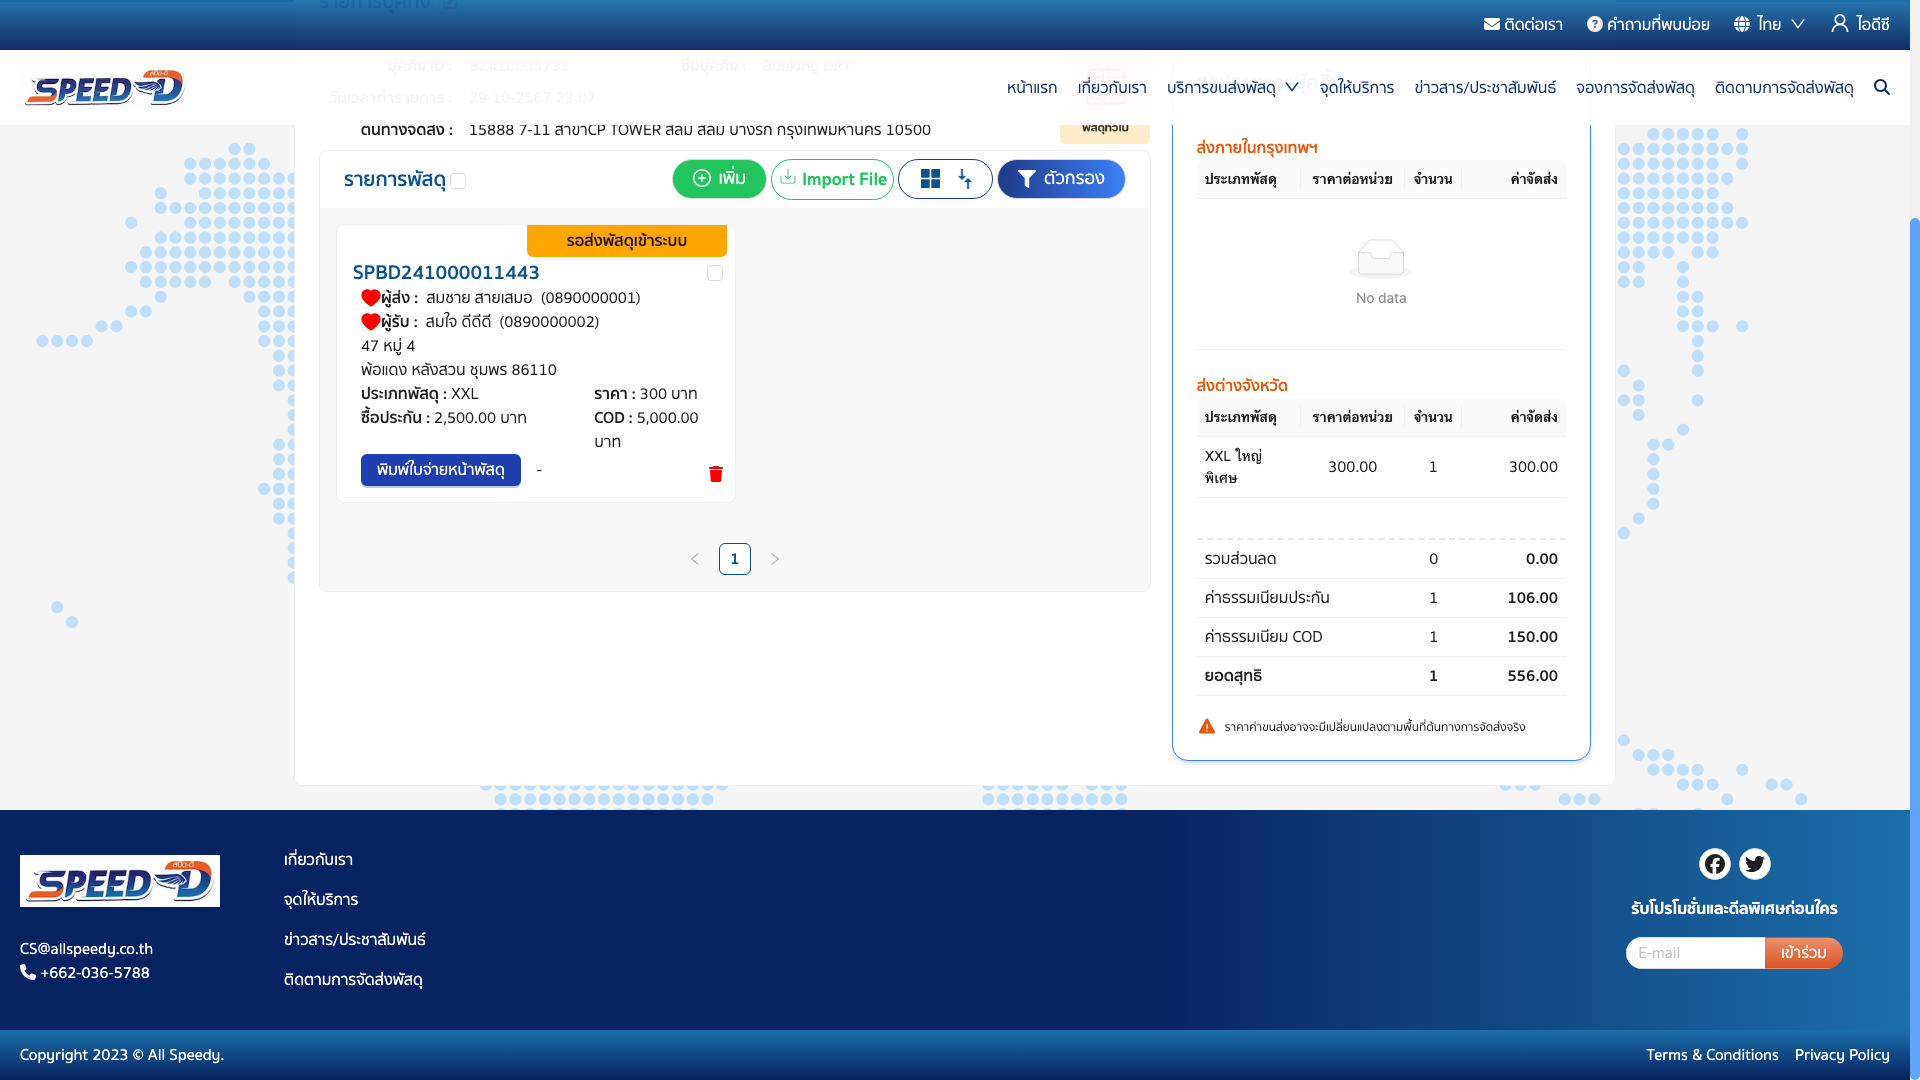 รายการบุ๊คกิ้ง
ติดต่อเรา
คำถามที่พบบ่อย
ไทย
ไอดีซี
สปีด-ดี
SPEED-D
บุ๊คกิ้ง ID :
B2410005731
ชื่อบุ๊คกิ้ง :
Booking DRY
หน้าแรก
เกี่ยวกับเรา
บริการขนส่งพัสดุ
จุดให้บริการ
ข่าวสาร/ประชาสัมพันธ์
จองการจัดส่งพัสดุ
ติดตามการจัดส่งพัสดุ
วันเวลาทำรายการ :
29-10-2567 23:07
ต้นทางจัดส่ง :
15888 7-11 สาขาCP TOWER สีลม สีลม บางรัก กรุงเทพมหานคร 10500
พัสดุทั่วไป
รายการพัสดุ
เพิ่ม
Import File
ตัวกรอง
รอส่งพัสดุเข้าระบบ
SPBD241000011443
ผู้ส่ง : สมชาย สายเสมอ (0890000001)
ผู้รับ : สมใจ ดีดีดี (0890000002)
47 หมู่ 4
พ้อแดง หลังสวน ชุมพร 86110
ประเภทพัสดุ : XXL
ราคา : 300 บาท
ซื้อประกัน : 2,500.00 บาท
COD : 5,000.00
บาท
พิมพ์ใบจ่ายหน้าพัสดุ
-
1
ส่งภายในกรุงเทพฯ
ประเภทพัสดุ ราคาต่อหน่วย จำนวน ค่าจัดส่ง
No data
ส่งต่างจังหวัด
ประเภทพัสดุ ราคาต่อหน่วย จำนวน ค่าจัดส่ง
XXL ใหญ่
พิเศษ
300.00 1 300.00
รวมส่วนลด 0 0.00
ค่าธรรมเนียมประกัน 1 106.00
ค่าธรรมเนียม COD 1 150.00
ยอดสุทธิ 1 556.00
ราคาค่าขนส่งอาจจะมีเปลี่ยนแปลงตามพื้นที่ต้นทางการจัดส่งจริง
สปีด-ดี
SPEED-D
CS@allspeedy.co.th
+662-036-5788
เกี่ยวกับเรา
จุดให้บริการ
ข่าวสาร/ประชาสัมพันธ์
ติดตามการจัดส่งพัสดุ
รับโปรโมชั่นและดีลพิเศษก่อนใคร
E-mail
เข้าร่วม
Copyright 2023 © All Speedy.
Terms & Conditions
Privacy Policy